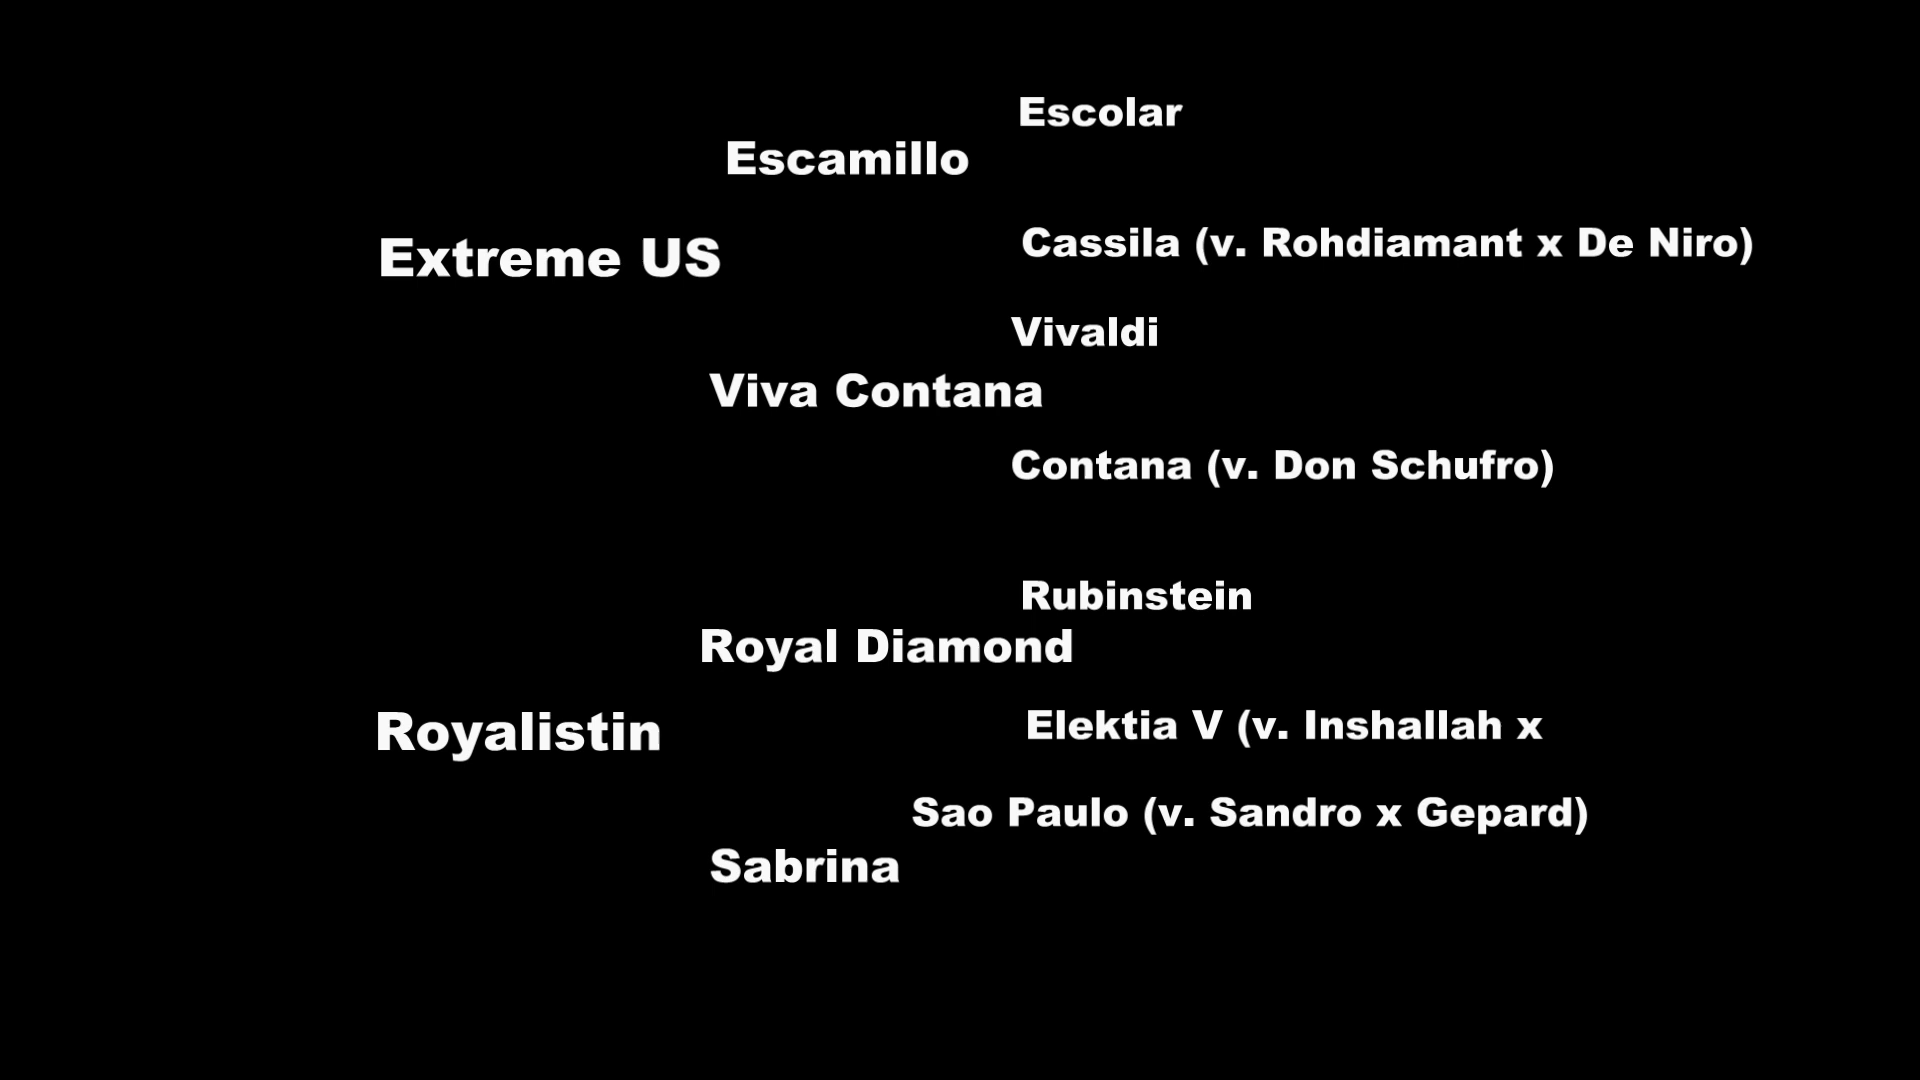 Escolar
Escamillo
Cassila (v. Rohdiamant x De Niro)
Extreme US
Vivaldi
Viva Contana
Contana (v. Don Schufro)
Rubinstein
Royal Diamond
Elektia V (v. Inshallah x
Royalistin
Sao Paulo (v. Sandro x Gepard)
Sabrina